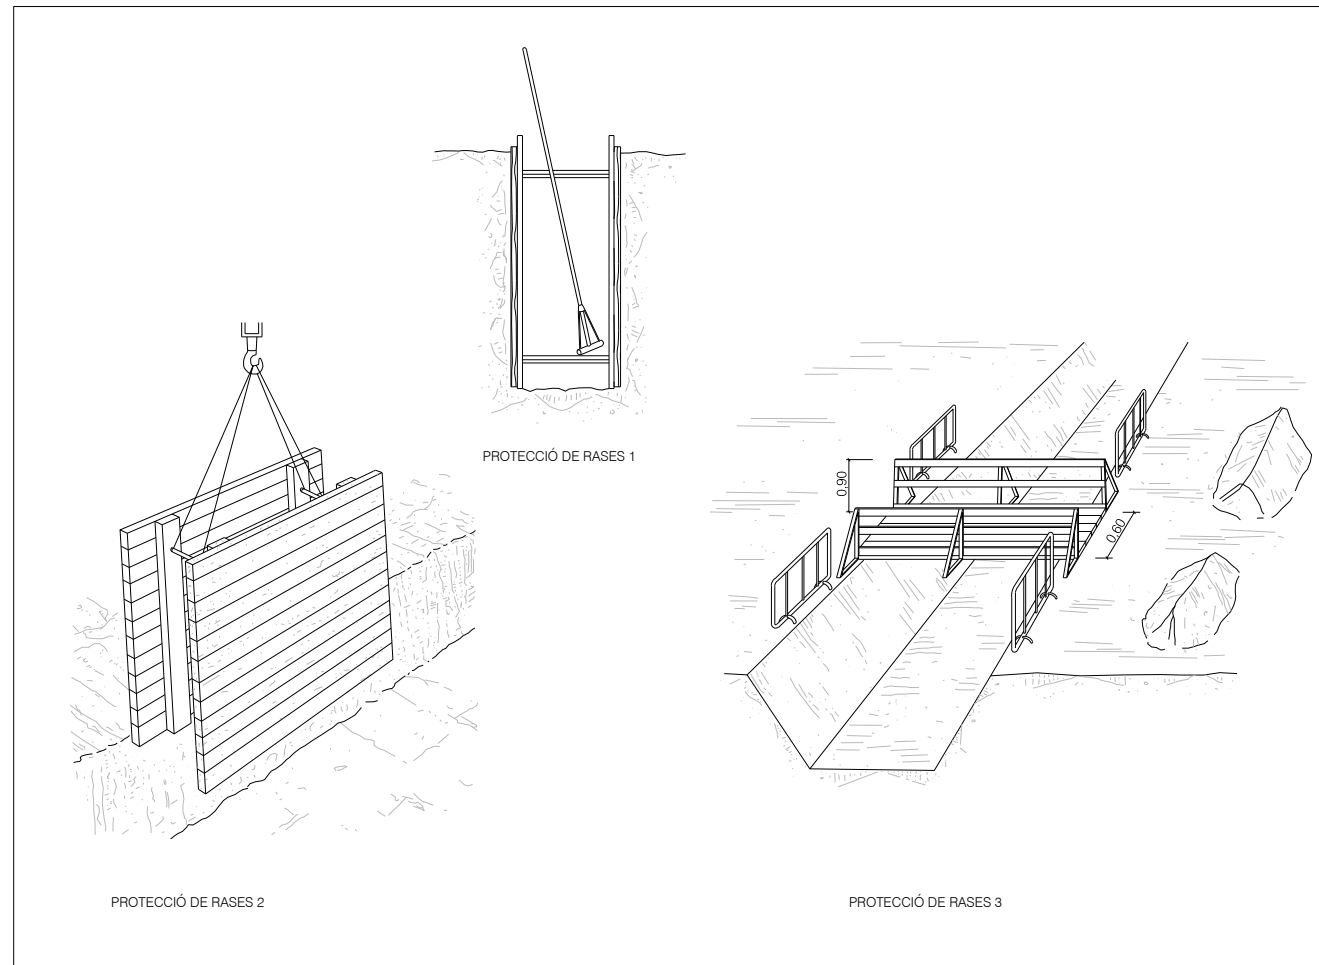 PROTECCIÓ DE RASES 1
0,90
0,60
PROTECCIÓ DE RASES 2
PROTECCIÓ DE RASES 3